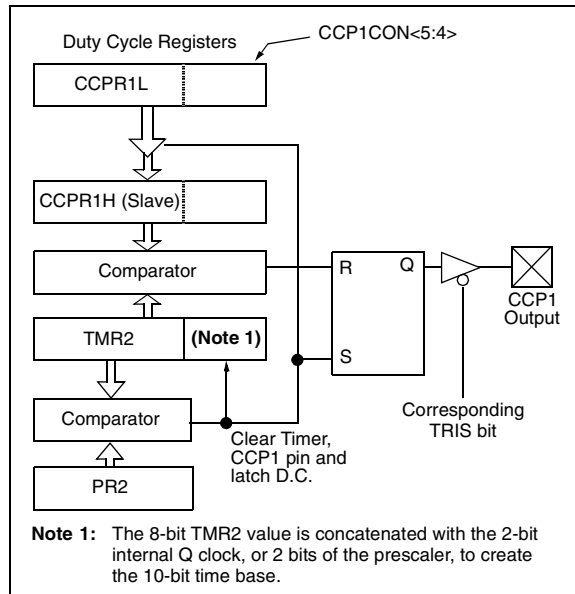 Duty Cycle Registers
CCP1CON<5:4>
CCPR1L
CCPR1H (Slave)
Comparator
R
Q
CCP1
Output
TMR2
(Note 1)
S
Comparator
Clear Timer,
CCP1 pin and
latch D.C.
Corresponding
TRIS bit
PR2
Note 1: The 8-bit TMR2 value is concatenated with the 2-bit
internal Q clock, or 2 bits of the prescaler, to create
the 10-bit time base.